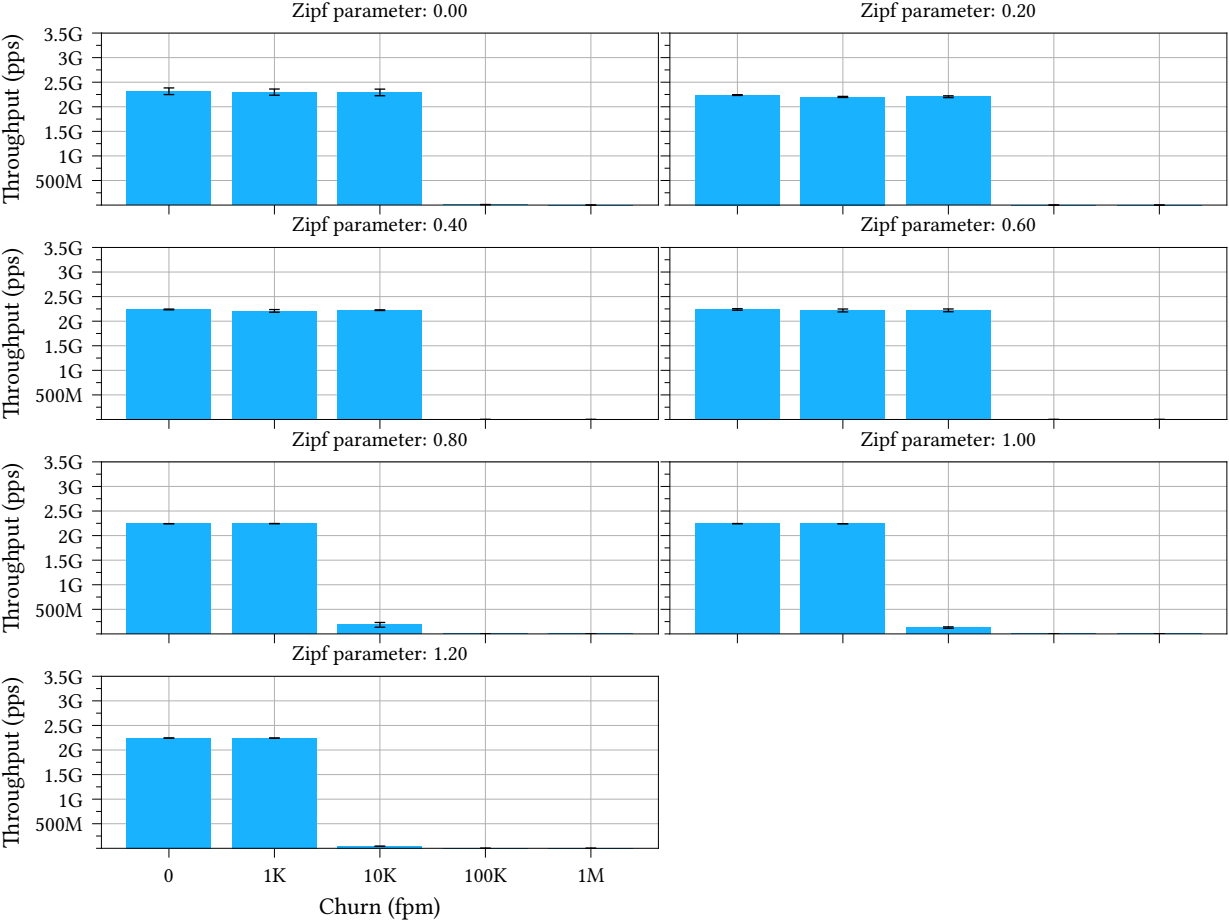 Zipf parameter: 0.00
Zipf parameter: 0.20
Throughput (pps)
3.5G
3G
2.5G
2G
1.5G
1G
500M
Zipf parameter: 0.40
Zipf parameter: 0.60
Throughput (pps)
3.5G
3G
2.5G
2G
1.5G
1G
500M
Zipf parameter: 0.80
Zipf parameter: 1.00
Throughput (pps)
3.5G
3G
2.5G
2G
1.5G
1G
500M
Zipf parameter: 1.20
Throughput (pps)
3.5G
3G
2.5G
2G
1.5G
1G
500M
0 1K 10K 100K 1M
Churn (fpm)